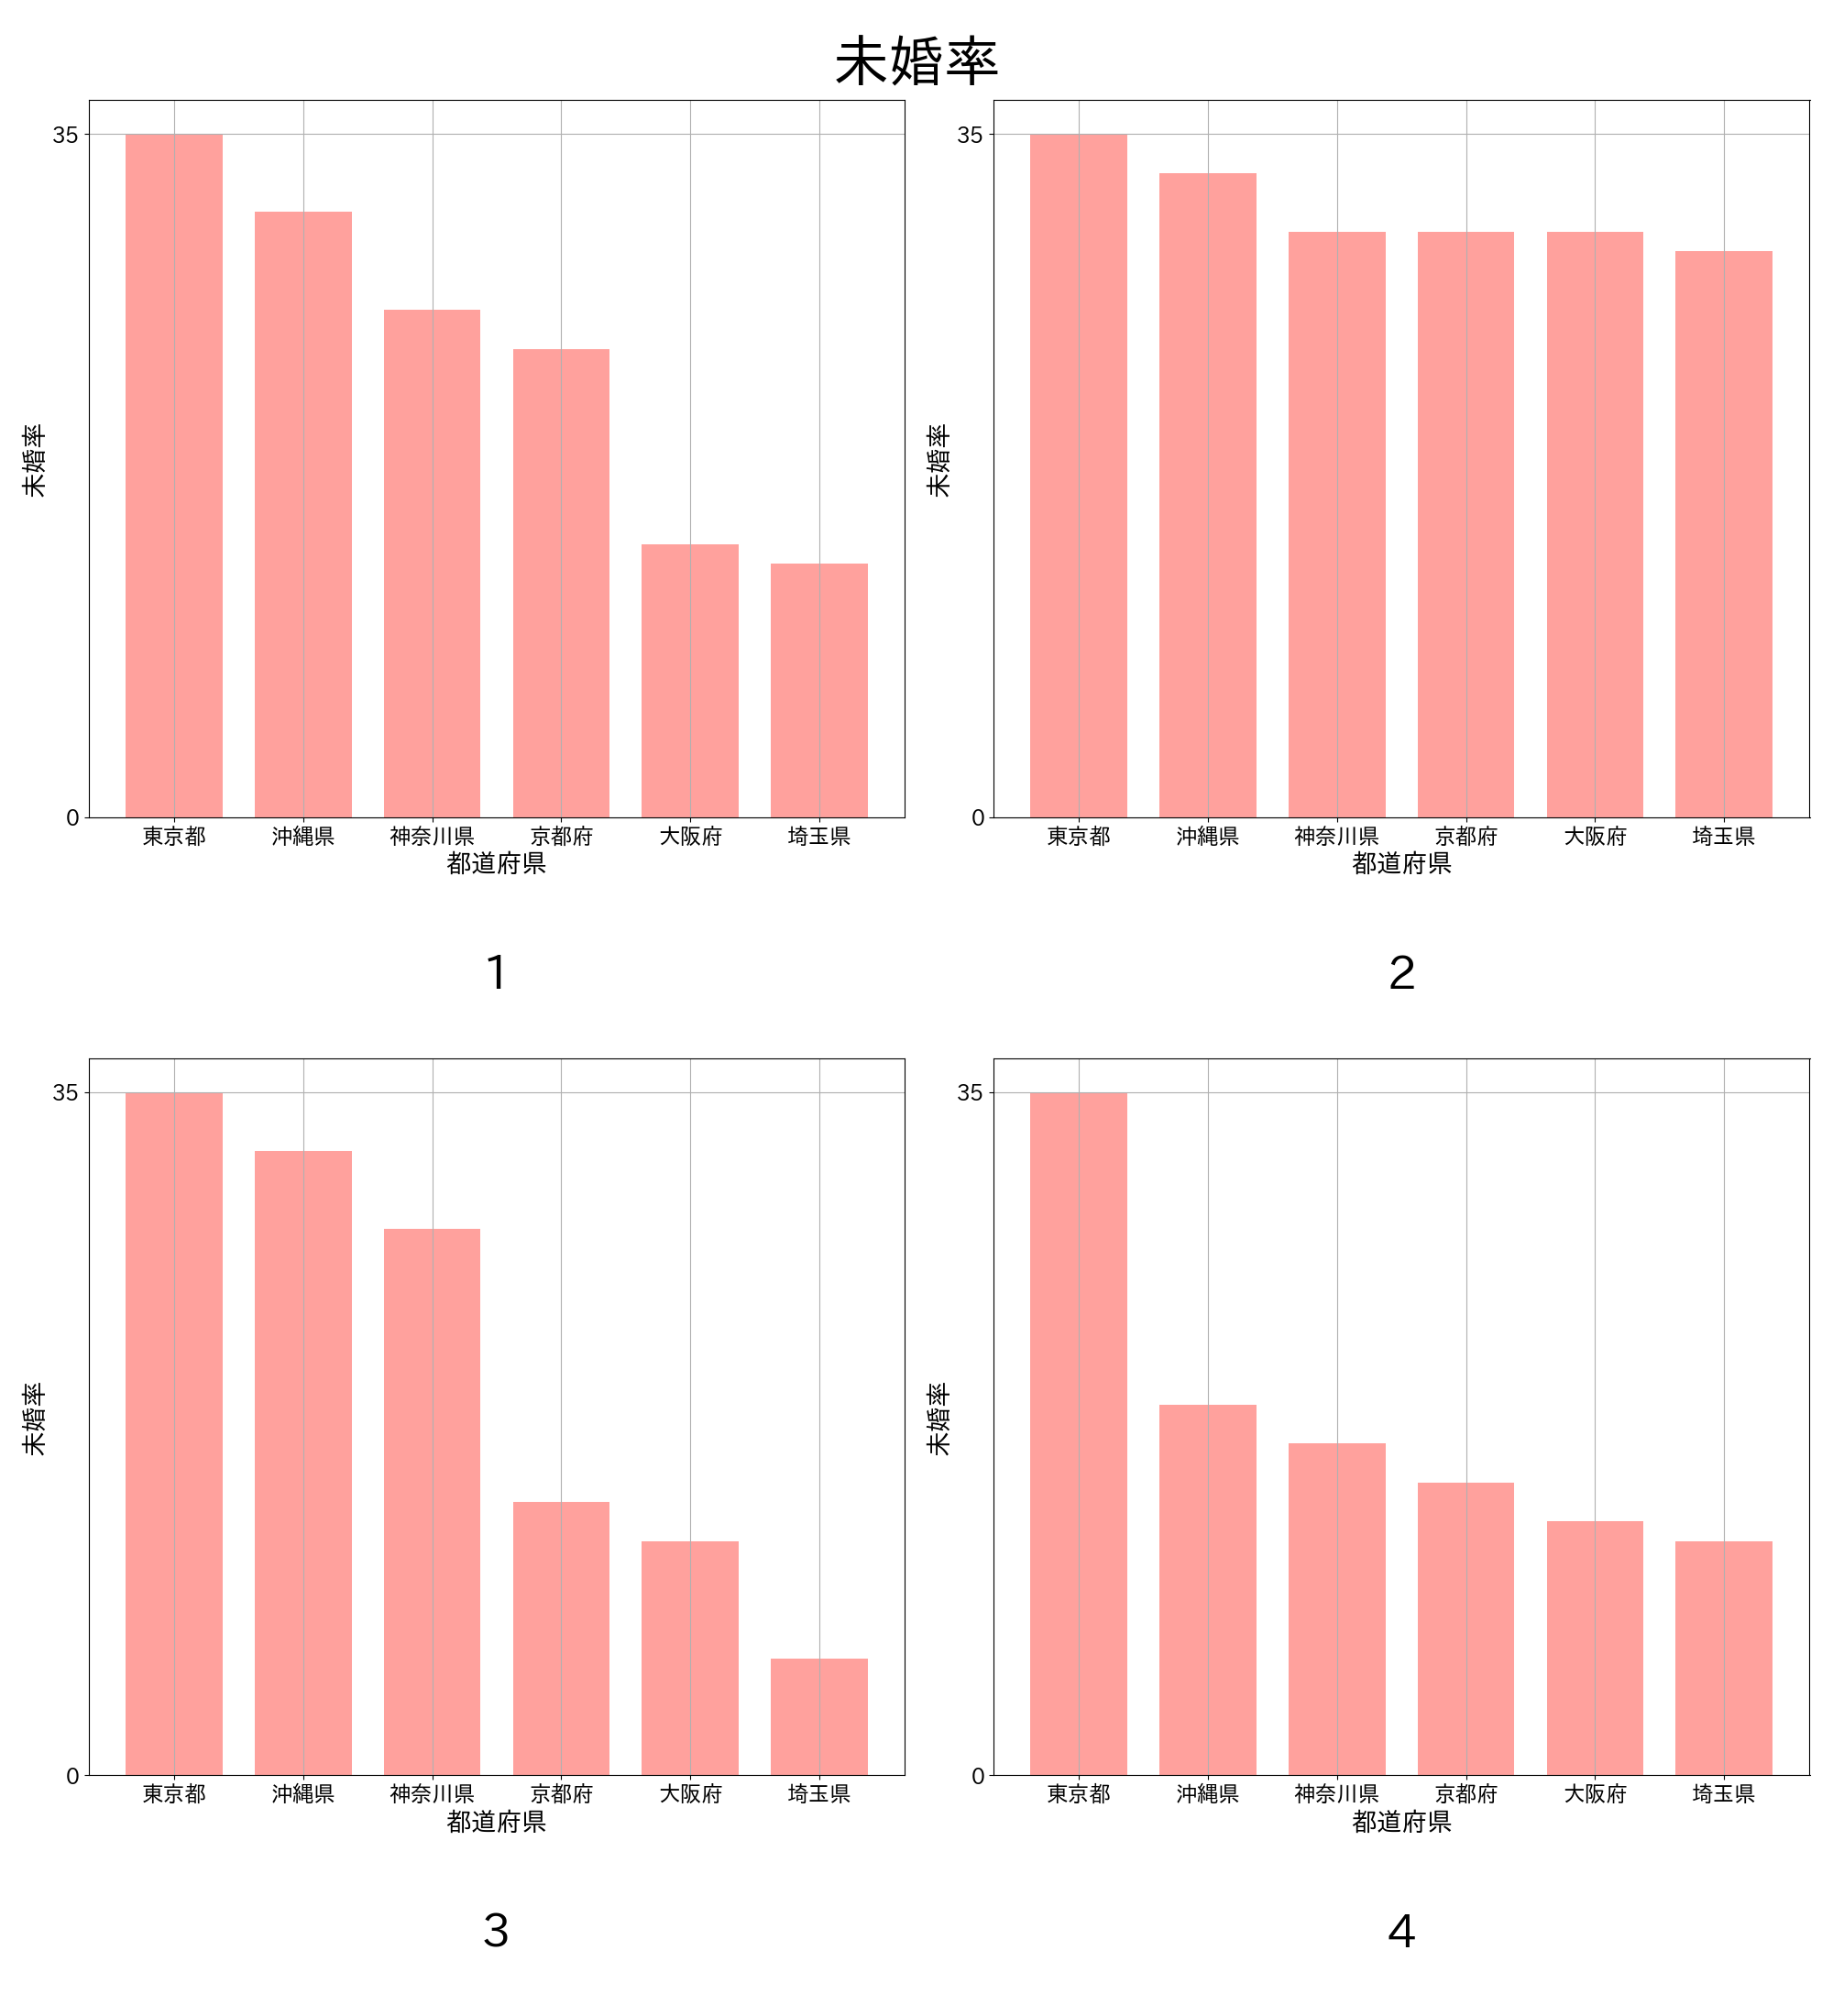 未婚率
35
0
未婚率
東京都 沖縄県 神奈川県 京都府 大阪府 埼玉県
都道府県
1
35
0
未婚率
東京都 沖縄県 神奈川県 京都府 大阪府 埼玉県
都道府県
2
35
0
未婚率
東京都 沖縄県 神奈川県 京都府 大阪府 埼玉県
都道府県
3
35
0
未婚率
東京都 沖縄県 神奈川県 京都府 大阪府 埼玉県
都道府県
4